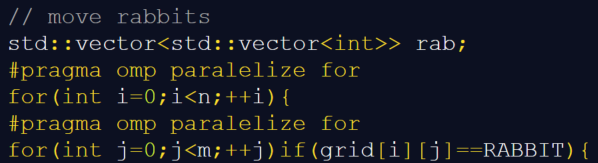 // move rabbits
std::vector<std::vector<int>> rab;
#pragma omp paralelize for
for(int i=0;i<n;++i){
#pragma omp paralelize for
for(int j=0;j<m;++j)if(grid[i][j]==RABBIT){